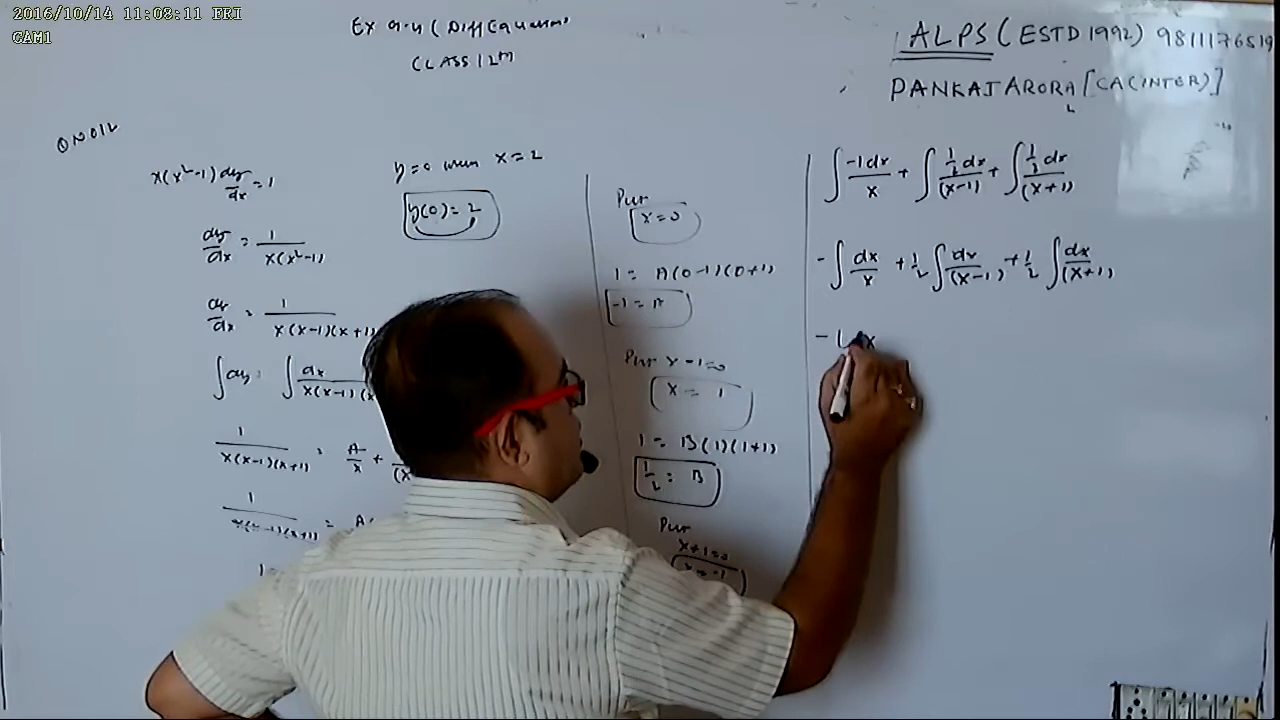 2016/10/14 11:08:11 FRI
CAM1
Ex 9.4 ( Diff Equations
CLASS 12th
ALPS ( ESTD 1992) 9811176519
PANKAJ ARORA [CA (INTER)]
QNO 12
x(x²-1) dy/dx = 1
y=0 when x=2
y(0) = 2
dy/dx = 1/x(x²-1)
dy/dx = 1/x(x-1)(x+1)
∫dy = ∫ dx/x(x-1)(x
1/x(x-1)(x+1) = A/x +
1/x(x-1)(x+1) = A(
1 =
Put
x=0
1 = A(0-1)(0+1)
-1 = A
Put x-1=0
x = 1
1 = B(1)(1+1)
1/2 = B
Put
x+1=0
x=-1
∫ -1dx/x + ∫ 1/2 dx/(x-1) + ∫ 1/2 dx/(x+1)
-∫ dx/x + 1/2 ∫ dx/(x-1) + 1/2 ∫ dx/(x+1)